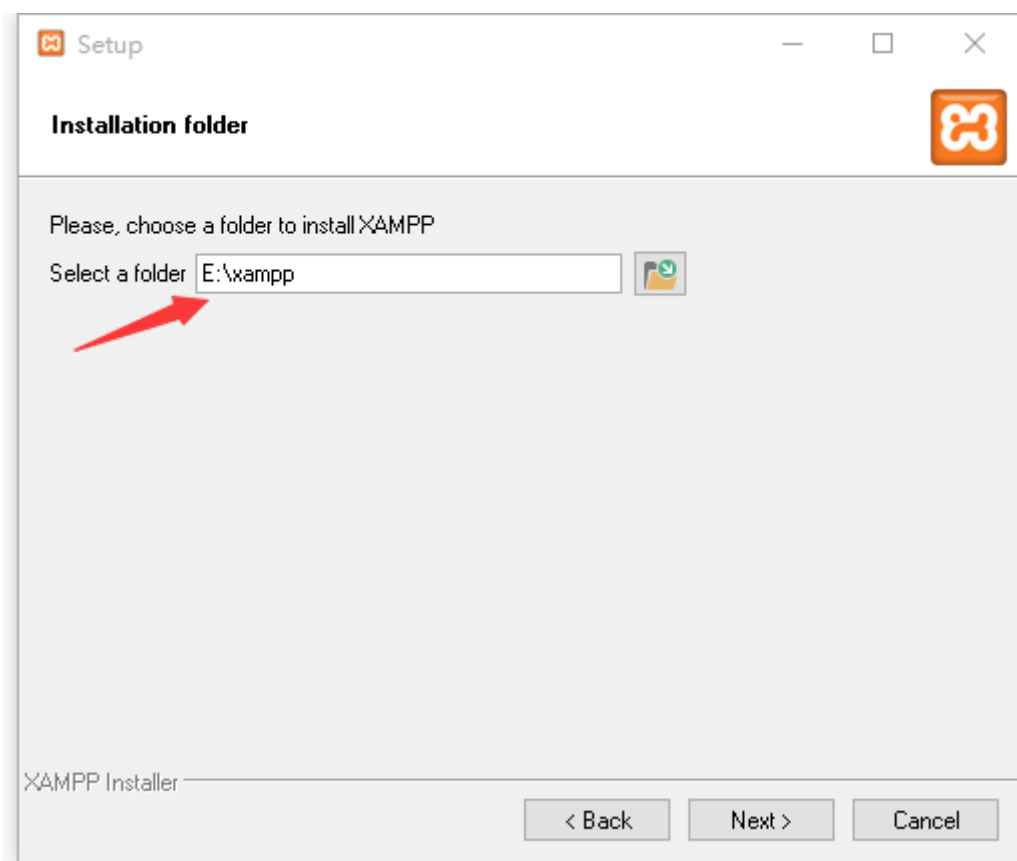 Setup
Installation folder
Please, choose a folder to install XAMPP
Select a folder E:\xampp
XAMPP Installer
< Back Next > Cancel